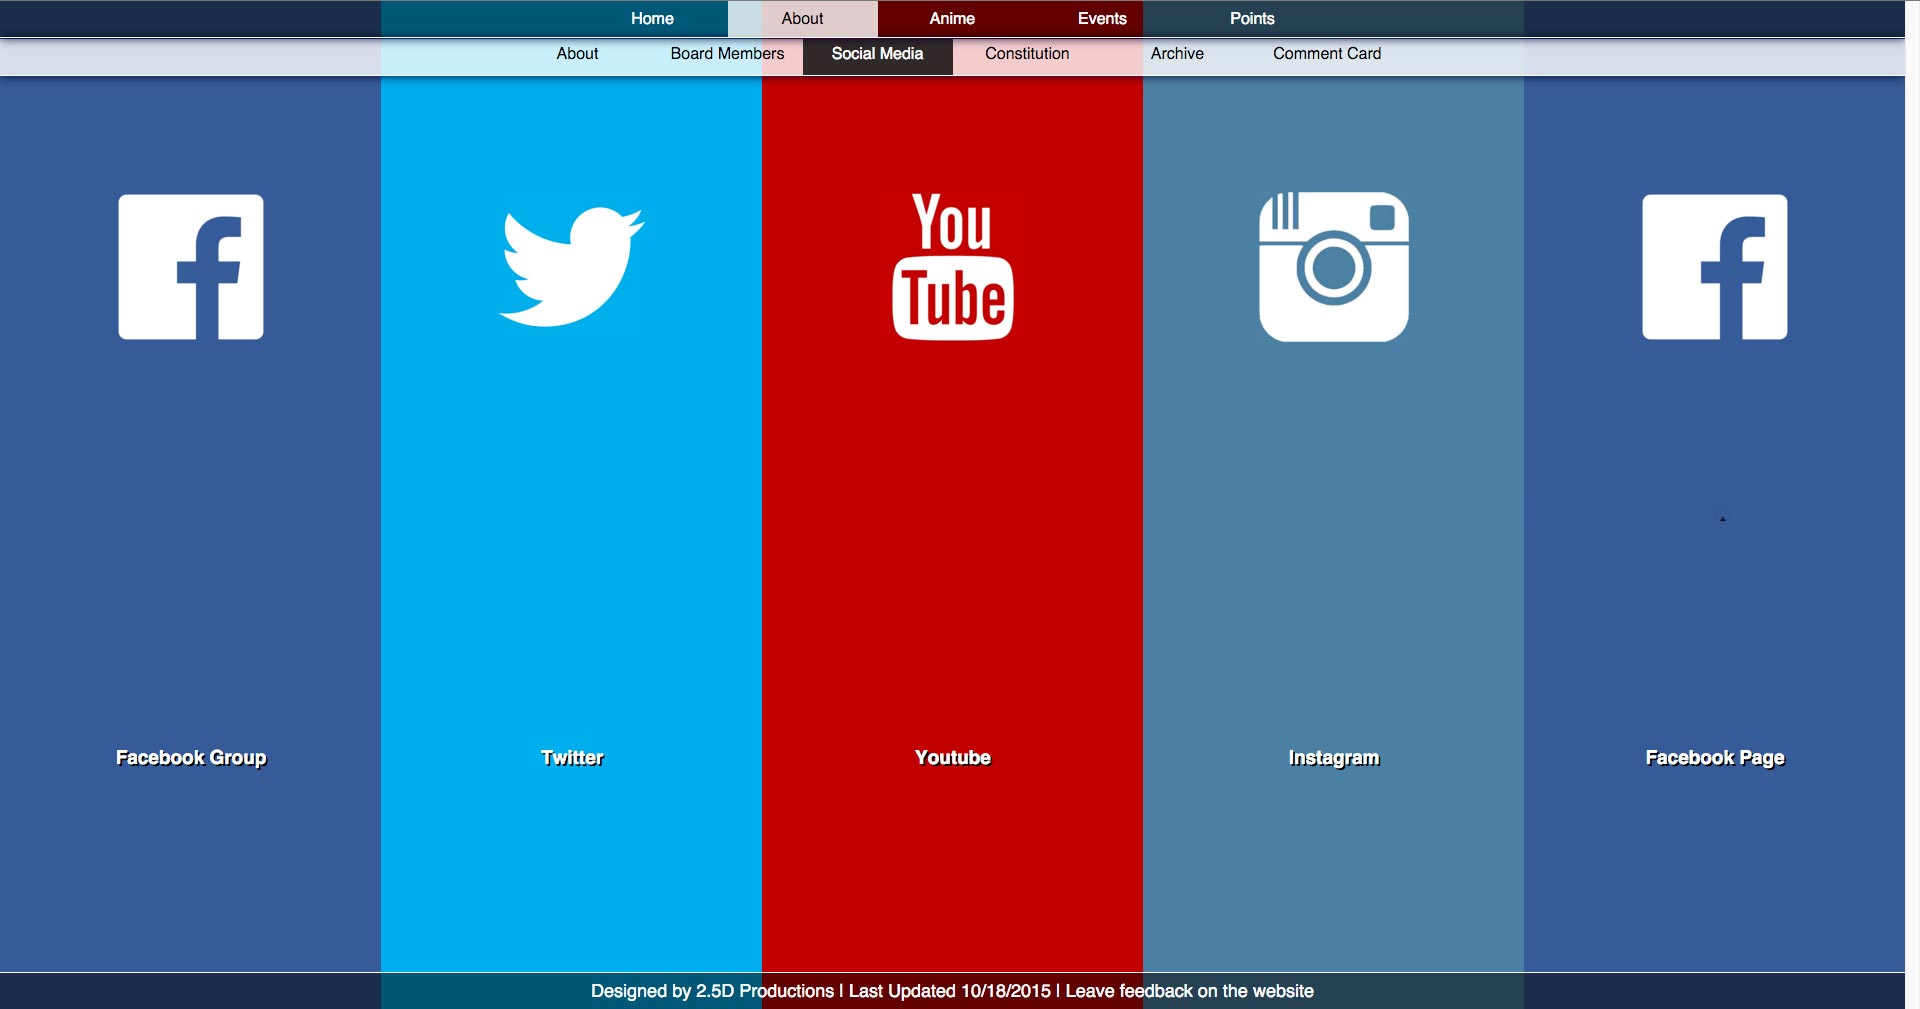 Home About Anime Events Points
About Board Members Social Media Constitution Archive Comment Card
You
Tube
Facebook Group Twitter Youtube Instagram Facebook Page
Designed by 2.5D Productions | Last Updated 10/18/2015 | Leave feedback on the website